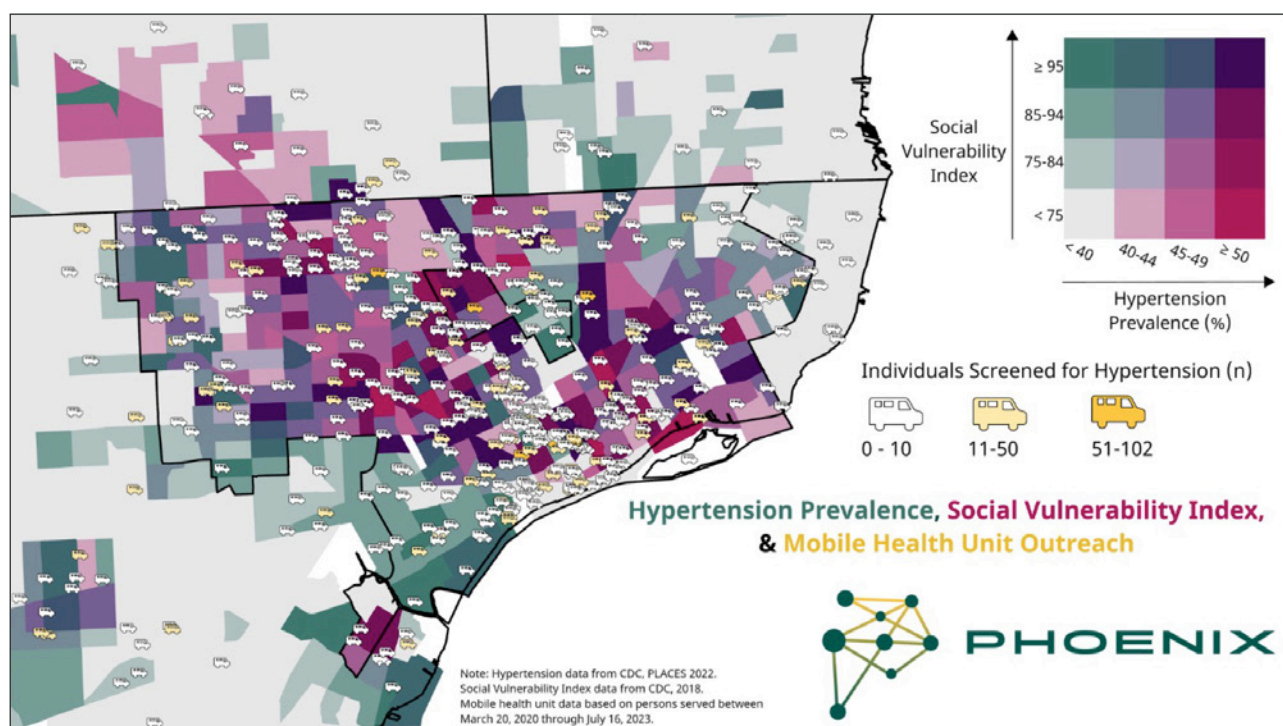 Social
Vulnerability
Index
≥ 95
85-94
75-84
< 75
< 40
40-44
45-49
≥ 50
Hypertension
Prevalence (%)
Individuals Screened for Hypertension (n)
0 - 10
11-50
51-102
Hypertension Prevalence, Social Vulnerability Index,
& Mobile Health Unit Outreach
PHOENIX
Note: Hypertension data from CDC, PLACES 2022.
Social Vulnerability Index data from CDC, 2018.
Mobile health unit data based on persons served between
March 20, 2020 through July 16, 2023.